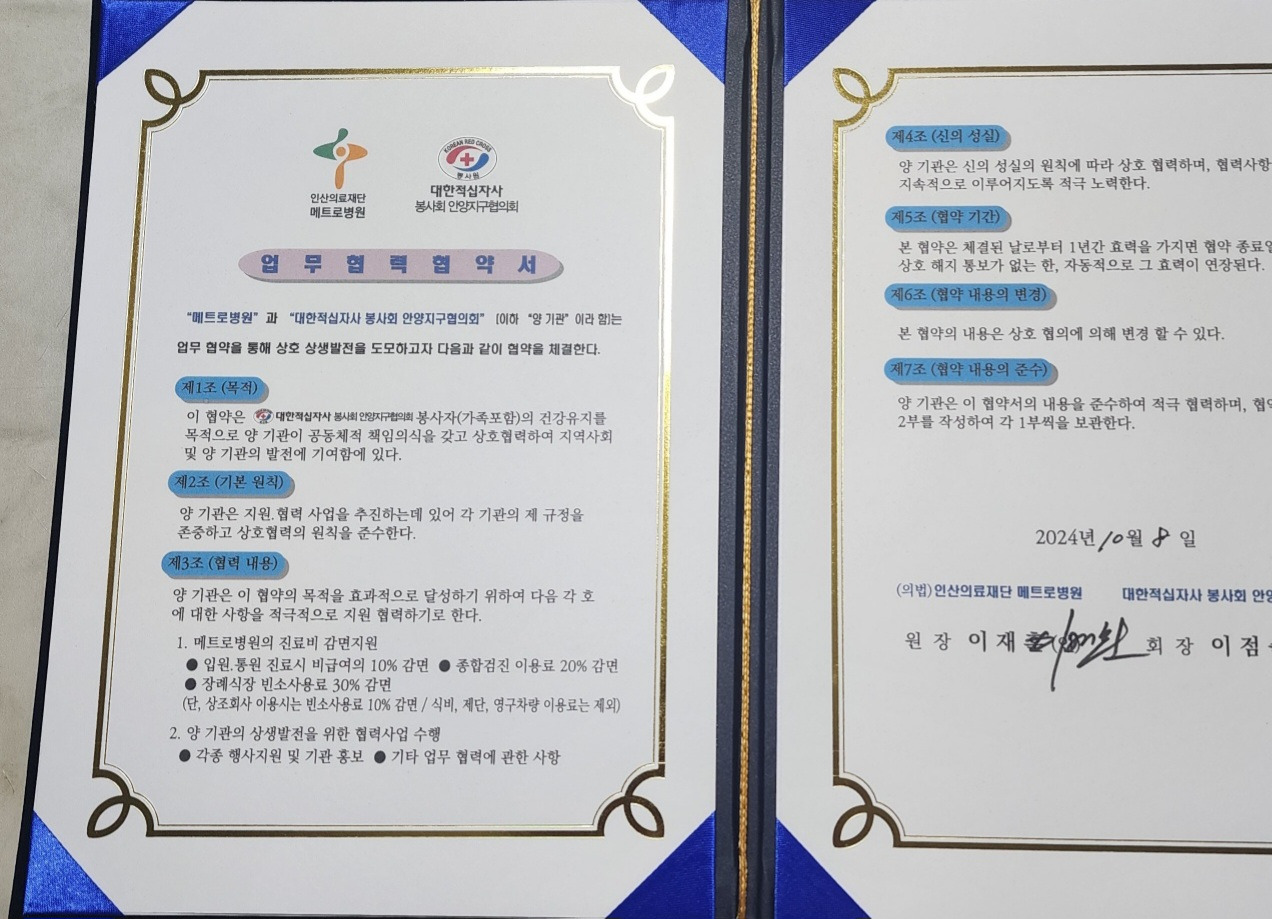 인산의료재단
메트로병원
KOREAN RED CROSS
봉사원
대한적십자사
봉사회 안양지구협의회
업무협력협약서
“메트로병원” 과 “대한적십자사 봉사회 안양지구협의회” (이하 “양 기관” 이라 함)는
업무 협약을 통해 상호 상생발전을 도모하고자 다음과 같이 협약을 체결한다.
제1조 (목적)
이 협약은 대한적십자사 봉사회 안양지구협의회 봉사자(가족포함)의 건강유지를
목적으로 양 기관이 공동체적 책임의식을 갖고 상호협력하여 지역사회
및 양 기관의 발전에 기여함에 있다.
제2조 (기본 원칙)
양 기관은 지원.협력 사업을 추진하는데 있어 각 기관의 제 규정을
존중하고 상호협력의 원칙을 준수한다.
제3조 (협력 내용)
양 기관은 이 협약의 목적을 효과적으로 달성하기 위하여 다음 각 호
에 대한 사항을 적극적으로 지원 협력하기로 한다.
1. 메트로병원의 진료비 감면지원
● 입원.통원 진료시 비급여의 10% 감면 ● 종합검진 이용료 20% 감면
● 장례식장 빈소사용료 30% 감면
(단, 상조회사 이용시는 빈소사용료 10% 감면 / 식비, 제단, 영구차량 이용료는 제외)
2. 양 기관의 상생발전을 위한 협력사업 수행
● 각종 행사지원 및 기관 홍보 ● 기타 업무 협력에 관한 사항
제4조 (신의 성실)
양 기관은 신의 성실의 원칙에 따라 상호 협력하며, 협력사항
지속적으로 이루어지도록 적극 노력한다.
제5조 (협약 기간)
본 협약은 체결된 날로부터 1년간 효력을 가지면 협약 종료일
상호 해지 통보가 없는 한, 자동적으로 그 효력이 연장된다.
제6조 (협약 내용의 변경)
본 협약의 내용은 상호 협의에 의해 변경 할 수 있다.
제7조 (협약 내용의 준수)
양 기관은 이 협약서의 내용을 준수하여 적극 협력하며, 협약
2부를 작성하여 각 1부씩을 보관한다.
2024년 10월 8일
(의법)인산의료재단 메트로병원 대한적십자사 봉사회 안양
원 장 이 재 회 장 이 점